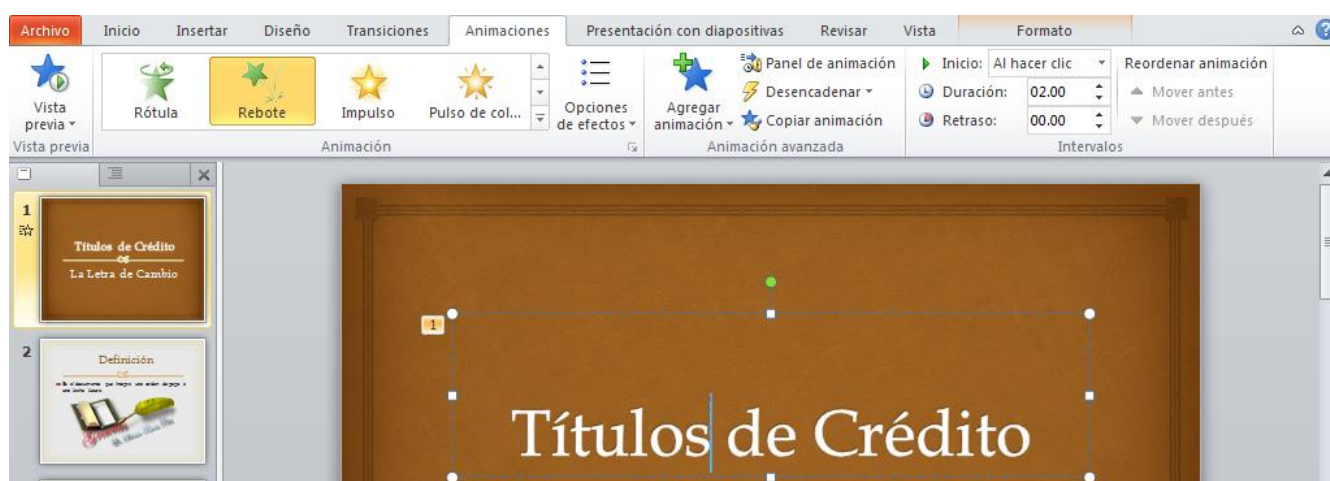 Archivo Inicio Insertar Diseño Transiciones Animaciones Presentación con diapositivas Revisar Vista Formato
Vista previa
Rótula Rebote Impulso Pulso de col...
Opciones de efectos
Agregar animación
Panel de animación
Desencadenar
Copiar animación
Inicio: Al hacer clic
Duración: 02.00
Retraso: 00.00
Reordenar animación
Mover antes
Mover después
Vista previa Animación Animación avanzada Intervalos
1
Títulos de Crédito
La Letra de Cambio
2
Definición
1
Títulos de Crédito